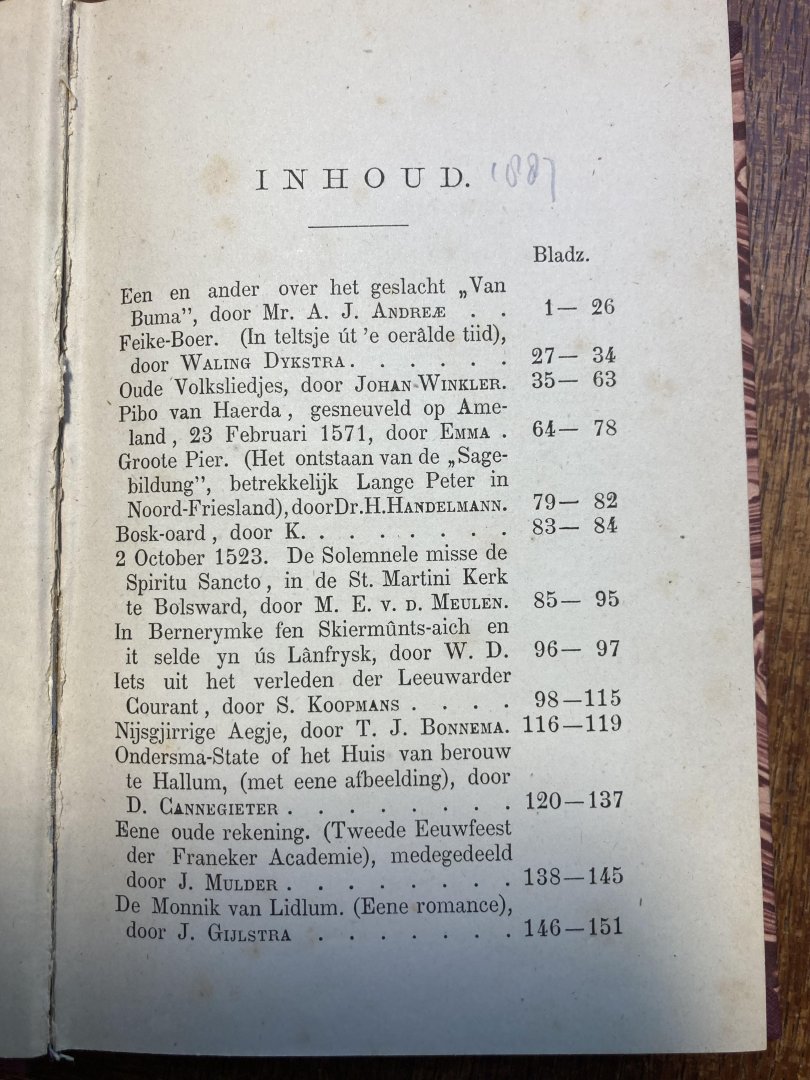 INHOUD. 1887
Bladz.
Een en ander over het geslacht „Van
Buma”, door Mr. A. J. Andreæ . . 1— 26
Feike-Boer. (In teltsje út 'e oerâlde tiid),
door Waling Dykstra. . . . . . 27— 34
Oude Volksliedjes, door Johan Winkler. 35— 63
Pibo van Haerda, gesneuveld op Ame-
land, 23 Februari 1571, door Emma . 64— 78
Groote Pier. (Het ontstaan van de „Sage-
bildung”, betrekkelijk Lange Peter in
Noord-Friesland), door Dr. H. Handelmann. 79— 82
Bosk-oard, door K. . . . . . . . 83— 84
2 October 1523. De Solemnele misse de
Spiritu Sancto, in de St. Martini Kerk
te Bolsward, door M. E. v. d. Meulen. 85— 95
In Bernerymke fen Skiermûnts-aich en
it selde yn ús Lânfrysk, door W. D. 96— 97
Iets uit het verleden der Leeuwarder
Courant, door S. Koopmans . . . . 98—115
Nijsgjirrige Aegje, door T. J. Bonnema. 116—119
Ondersma-State of het Huis van berouw
te Hallum, (met eene afbeelding), door
D. Cannegieter . . . . . . . . 120—137
Eene oude rekening. (Tweede Eeuwfeest
der Franeker Academie), medegedeeld
door J. Mulder . . . . . . . . 138—145
De Monnik van Lidlum. (Eene romance),
door J. Gijlstra . . . . . . . 146—151